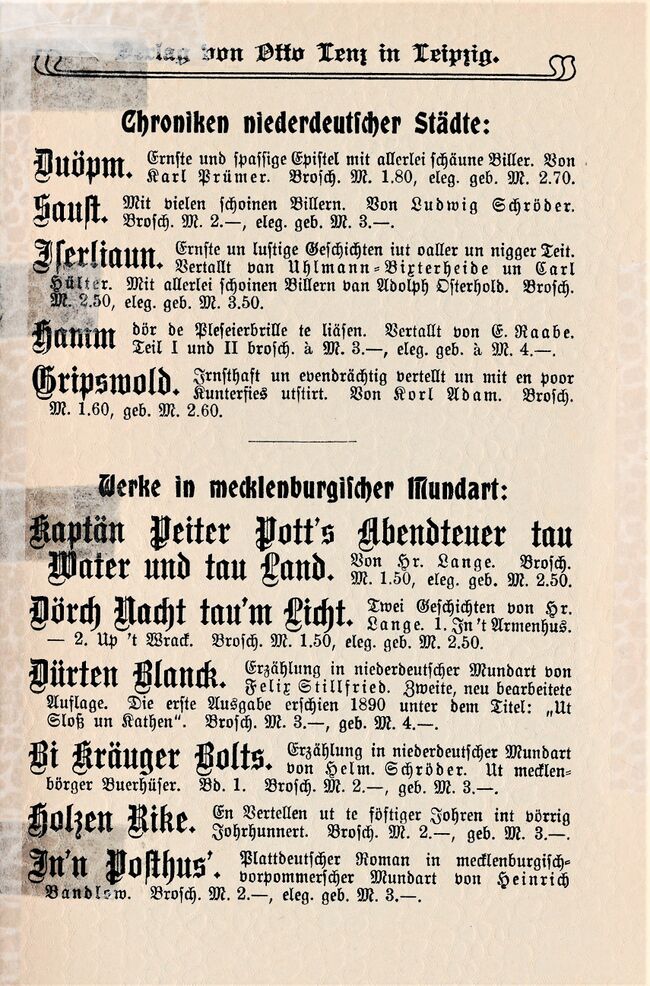 Verlag von Otto Lenz in Leipzig.
Chroniken niederdeutscher Städte:
Duöpm. Ernste und spassige Epistel mit allerlei schäune Biller. Von
Karl Prümer. Brosch. M. 1.80, eleg. geb. M. 2.70.
Saust. Mit vielen schoinen Billern. Von Ludwig Schröder.
Brosch. M. 2.—, eleg. geb. M. 3.—.
Iserliaun. Ernste un lustige Geschichten iut oaller un nigger Teit.
Vertallt van Uhlmann=Bixterheide un Carl
Hülter. Mit allerlei schoinen Billern van Adolph Osterhold. Brosch.
M. 2.50, eleg. geb. M. 3.50.
Hamm dör de Pleseierbrille te liäsen. Vertallt von E. Raabe.
Teil I und II brosch. à M. 3.—, eleg. geb. à M. 4.—.
Gripswold. Irnsthaft un evendrächtig vertellt un mit en poor
Kunterfies utstirt. Von Korl Adam. Brosch.
M. 1.60, geb. M. 2.60.
Werke in mecklenburgischer Mundart:
Kaptän Peiter Pott's Abendteuer tau
Water und tau Land. Von Hr. Lange. Brosch.
M. 1.50, eleg. geb. M. 2.50.
Dörch Nacht tau'm Licht. Twei Geschichten von Hr.
Lange. 1. In't Armenhus.
— 2. Up 't Wrack. Brosch. M. 1.50, eleg. geb. M. 2.50.
Dürten Blanck. Erzählung in niederdeutscher Mundart von
Felix Stillfried. Zweite, neu bearbeitete
Auflage. Die erste Ausgabe erschien 1890 unter dem Titel: „Ut
Sloß un Kathen“. Brosch. M. 3.—, geb. M. 4.—.
Bi Kräuger Bolts. Erzählung in niederdeutscher Mundart
von Helm. Schröder. Ut mecklen=
börger Buerhüser. Bd. 1. Brosch. M. 2.—, geb. M. 3.—.
Holzen Rike. En Vertellen ut te föftiger Johren int vörrig
Johrhunnert. Brosch. M. 2.—, geb. M. 3.—.
In'n Posthus'. Plattdeutscher Roman in mecklenburgisch=
vorpommerscher Mundart von Heinrich
Bandlow. Brosch. M. 2.—, eleg. geb. M. 3.—.